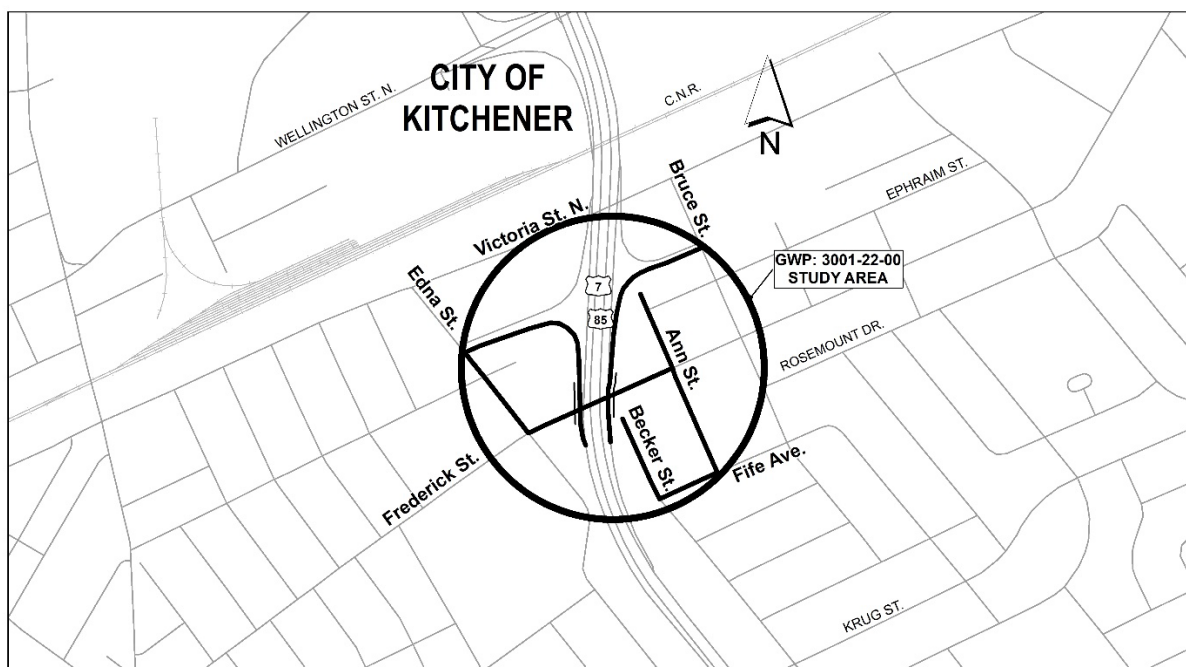 CITY OF
KITCHENER
WELLINGTON ST. N.
C.N.R.
N
Bruce St.
EPHRAIM ST.
Victoria St. N.
GWP: 3001-22-00
STUDY AREA
Edna St.
7
85
Ann St.
ROSEMOUNT DR.
Becker St.
Frederick St.
Fife Ave.
KRUG ST.